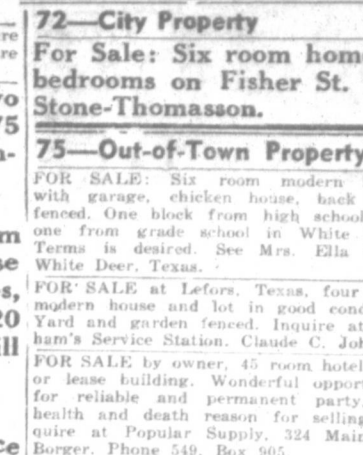 72—City Property
For Sale: Six room hom
bedrooms on Fisher St.
Stone-Thomasson.
75—Out-of-Town Property
FOR SALE: Six room modern
with garage, chicken house, back
fenced. One block from high school
one from grade school in White
Terms is desired. See Mrs. Ella
White Deer, Texas.
FOR SALE at Lefors, Texas, four
modern house and lot in good cond
Yard and garden fenced. Inquire at
ham's Service Station. Claude C. Joh
FOR SALE by owner, 45 room hotel
or lease building. Wonderful opport
for reliable and permanent party,
health and death reason for selling
quire at Popular Supply, 324 Main
Borger. Phone 549. Box 905